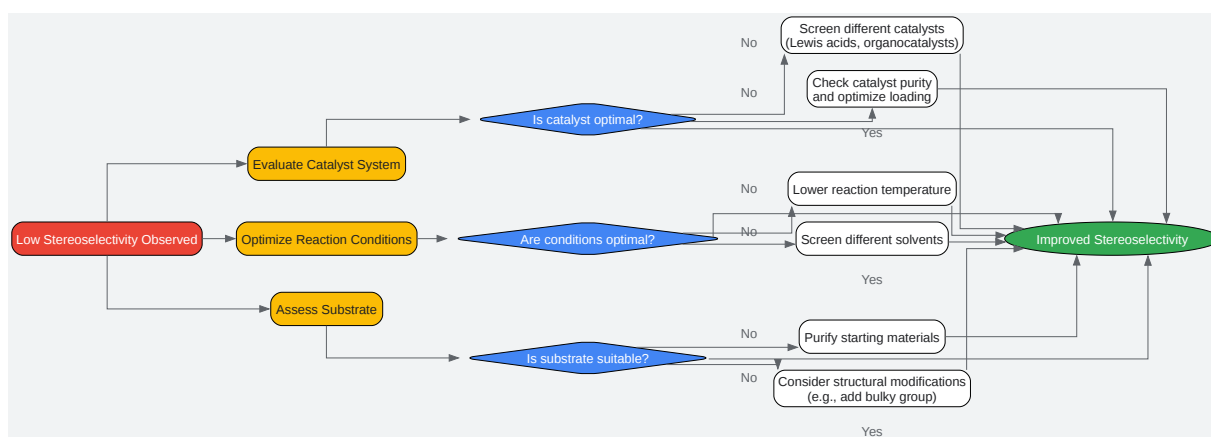 Screen different catalysts
(Lewis acids, organocatalysts)
No
Check catalyst purity
and optimize loading
No
Is catalyst optimal?
Yes
Evaluate Catalyst System
Lower reaction temperature
No
Low Stereoselectivity Observed
Optimize Reaction Conditions
Are conditions optimal?
No
Screen different solvents
Improved Stereoselectivity
Yes
Assess Substrate
No
Purify starting materials
Is substrate suitable?
No
Consider structural modifications
(e.g., add bulky group)
Yes